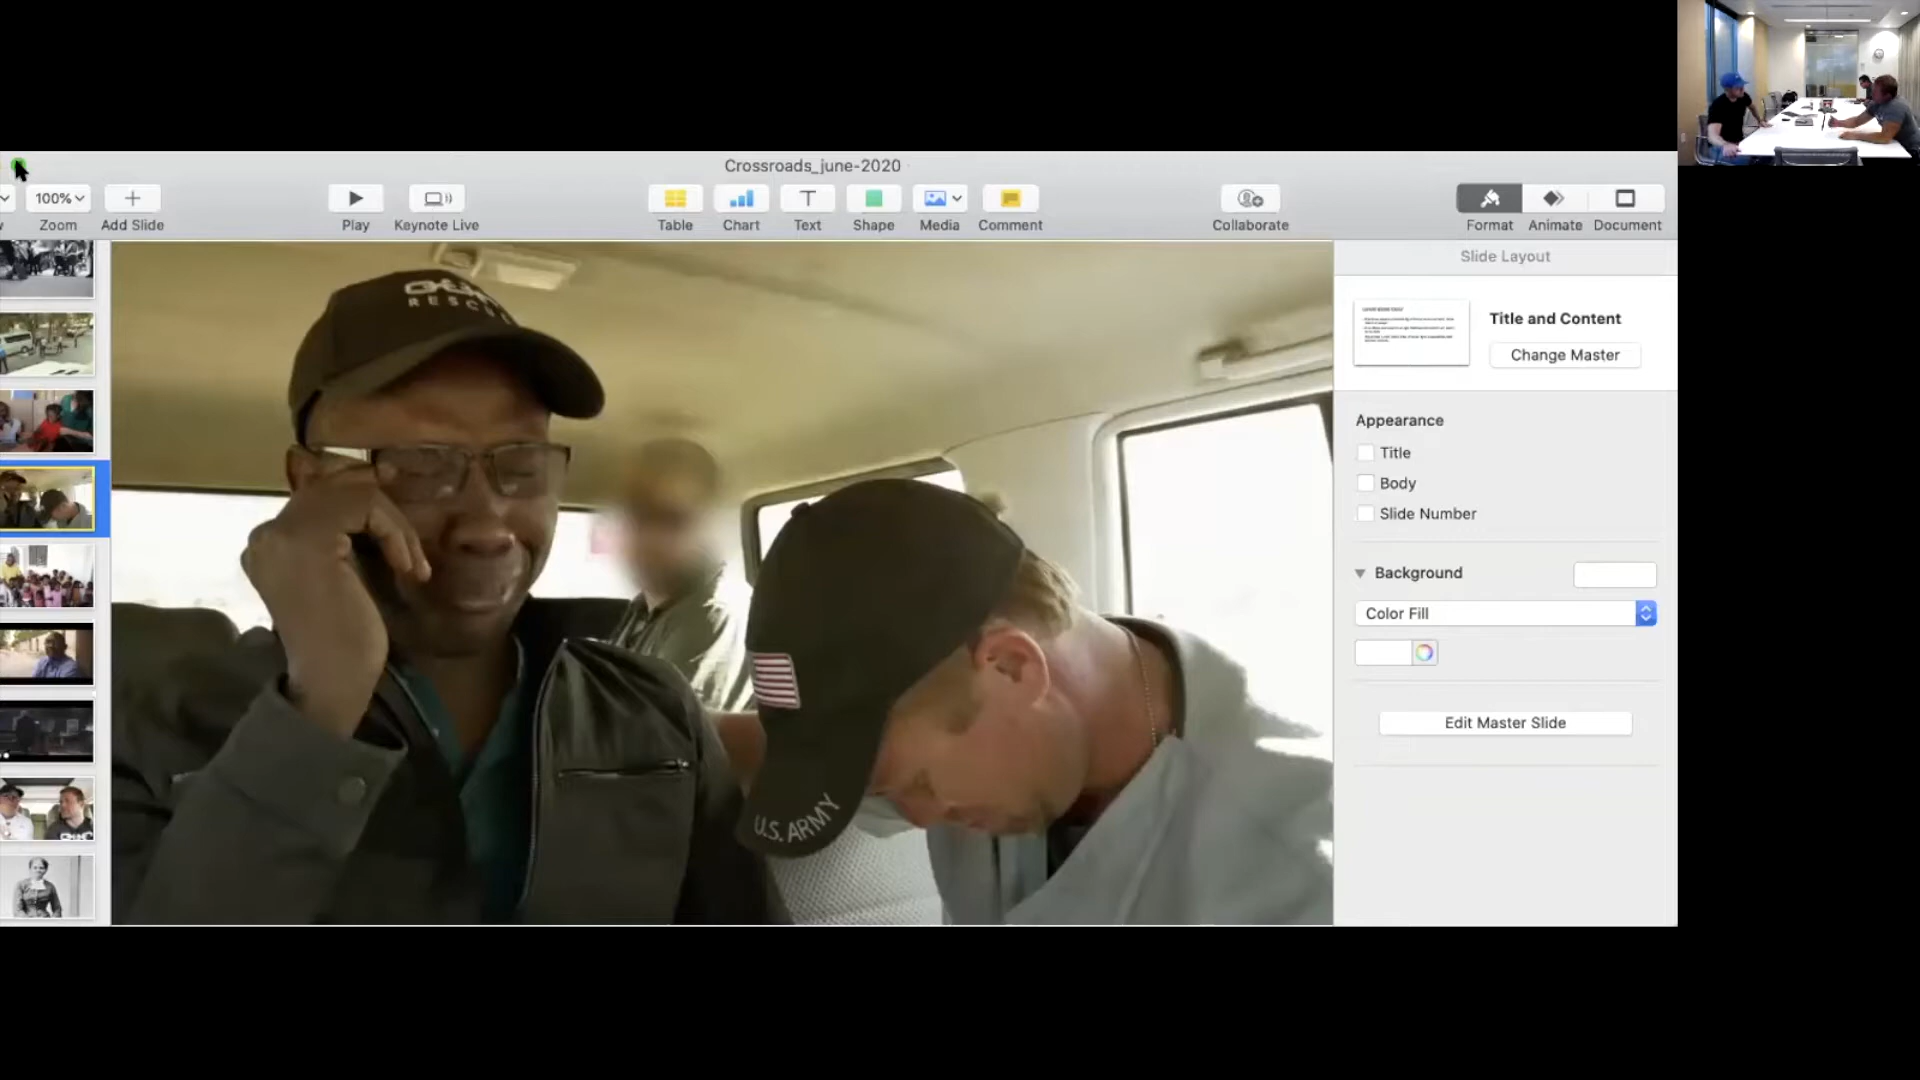 Crossroads_june-2020
100%
Zoom
Add Slide
Play
Keynote Live
Table
T
Chart
Text
Shape
Media
Comment
Collaborate
Format
Animate
Document
Slide Layout
Title and Content
Change Master
Appearance
Title
Body
Slide Number
Background
Color Fill
Edit Master Slide
U.S. ARMY